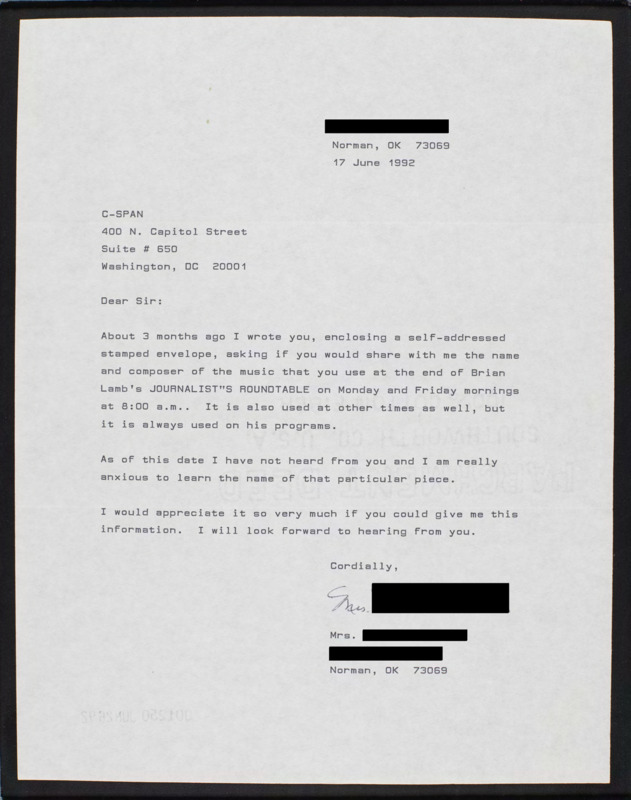 Norman, OK  73069
17 June 1992
C-SPAN
400 N. Capitol Street
Suite # 650
Washington, DC  20001
Dear Sir:
About 3 months ago I wrote you, enclosing a self-addressed
stamped envelope, asking if you would share with me the name
and composer of the music that you use at the end of Brian
Lamb's JOURNALIST"S ROUNDTABLE on Monday and Friday mornings
at 8:00 a.m..  It is also used at other times as well, but
it is always used on his programs.
As of this date I have not heard from you and I am really
anxious to learn the name of that particular piece.
I would appreciate it so very much if you could give me this
information.  I will look forward to hearing from you.
Cordially,
Mrs.
Mrs.
Norman, OK  73069